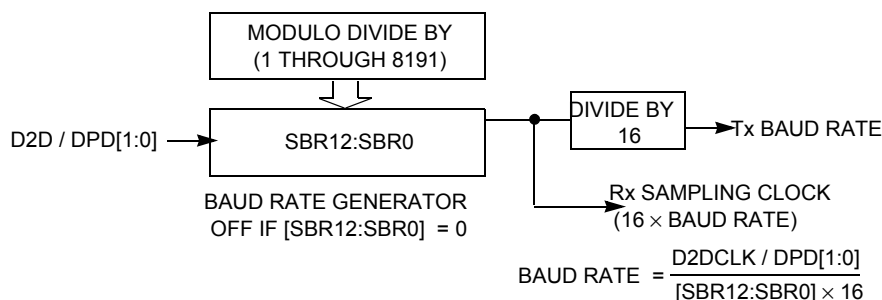 MODULO DIVIDE BY
(1 THROUGH 8191)
D2D / DPD[1:0]
SBR12:SBR0
DIVIDE BY
16
Tx BAUD RATE
BAUD RATE GENERATOR
OFF IF [SBR12:SBR0] = 0
Rx SAMPLING CLOCK
(16 × BAUD RATE)
BAUD RATE =
D2DCLK / DPD[1:0]
[SBR12:SBR0] × 16